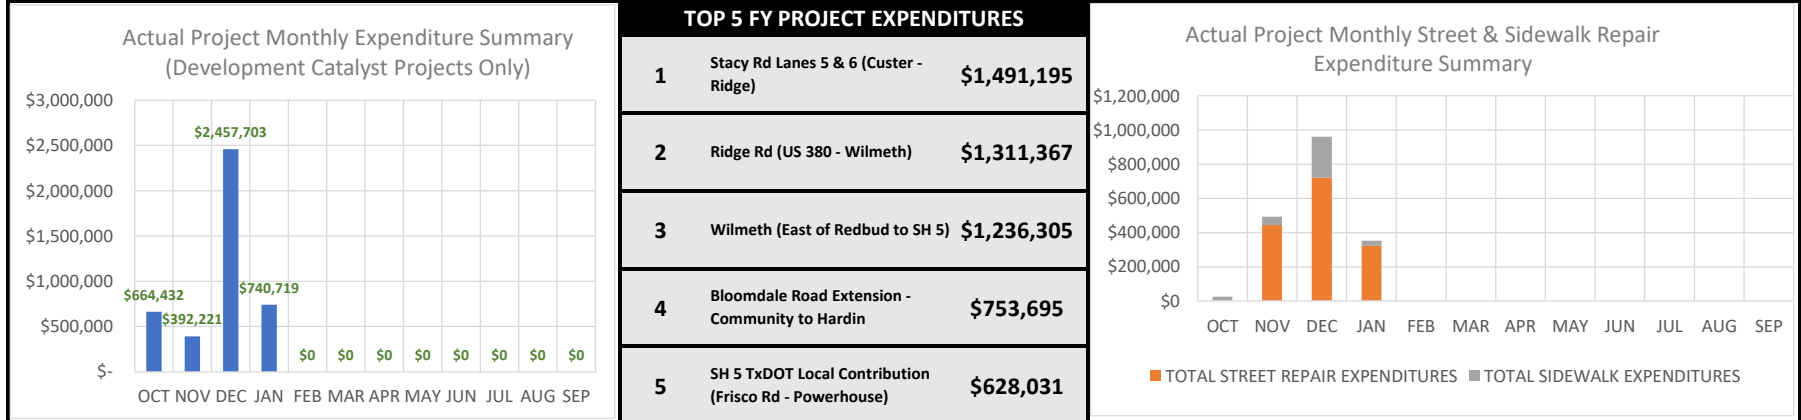 Actual Project Monthly Expenditure Summary
(Development Catalyst Projects Only)
$3,000,000
$2,500,000
$2,000,000
$1,500,000
$1,000,000
$500,000
$-
$664,432
$392,221
$2,457,703
$740,719
$0 $0 $0 $0 $0 $0 $0 $0
OCT NOV DEC JAN FEB MAR APR MAY JUN JUL AUG SEP
TOP 5 FY PROJECT EXPENDITURES
1 Stacy Rd Lanes 5 & 6 (Custer -
Ridge) $1,491,195
2 Ridge Rd (US 380 - Wilmeth) $1,311,367
3 Wilmeth (East of Redbud to SH 5) $1,236,305
4 Bloomdale Road Extension -
Community to Hardin $753,695
5 SH 5 TxDOT Local Contribution
(Frisco Rd - Powerhouse) $628,031
Actual Project Monthly Street & Sidewalk Repair
Expenditure Summary
$1,200,000
$1,000,000
$800,000
$600,000
$400,000
$200,000
$0
OCT NOV DEC JAN FEB MAR APR MAY JUN JUL AUG SEP
TOTAL STREET REPAIR EXPENDITURES TOTAL SIDEWALK EXPENDITURES